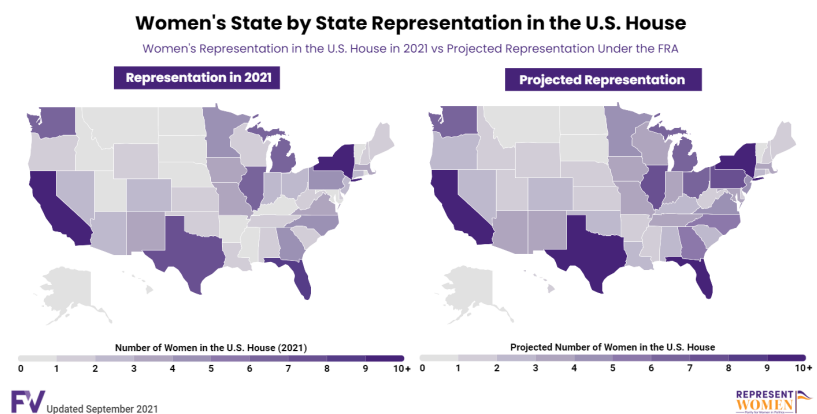 Women's State by State Representation in the U.S. House
Women's Representation in the U.S. House in 2021 vs Projected Representation Under the FRA
Representation in 2021
Projected Representation
Number of Women in the U.S. House (2021)
0 1 2 3 4 5 6 7 8 9 10+
Projected Number of Women in the U.S. House
0 1 2 3 4 5 6 7 8 9 10+
FV Updated September 2021
REPRESENT
WOMEN